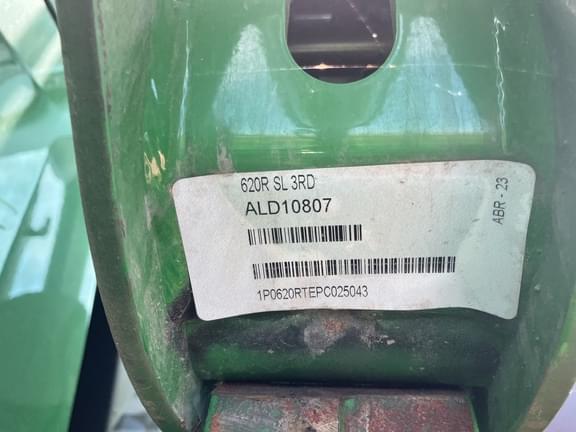 620R SL 3RD
ALD10807
1P0620RTEPC025043
ABR - 23